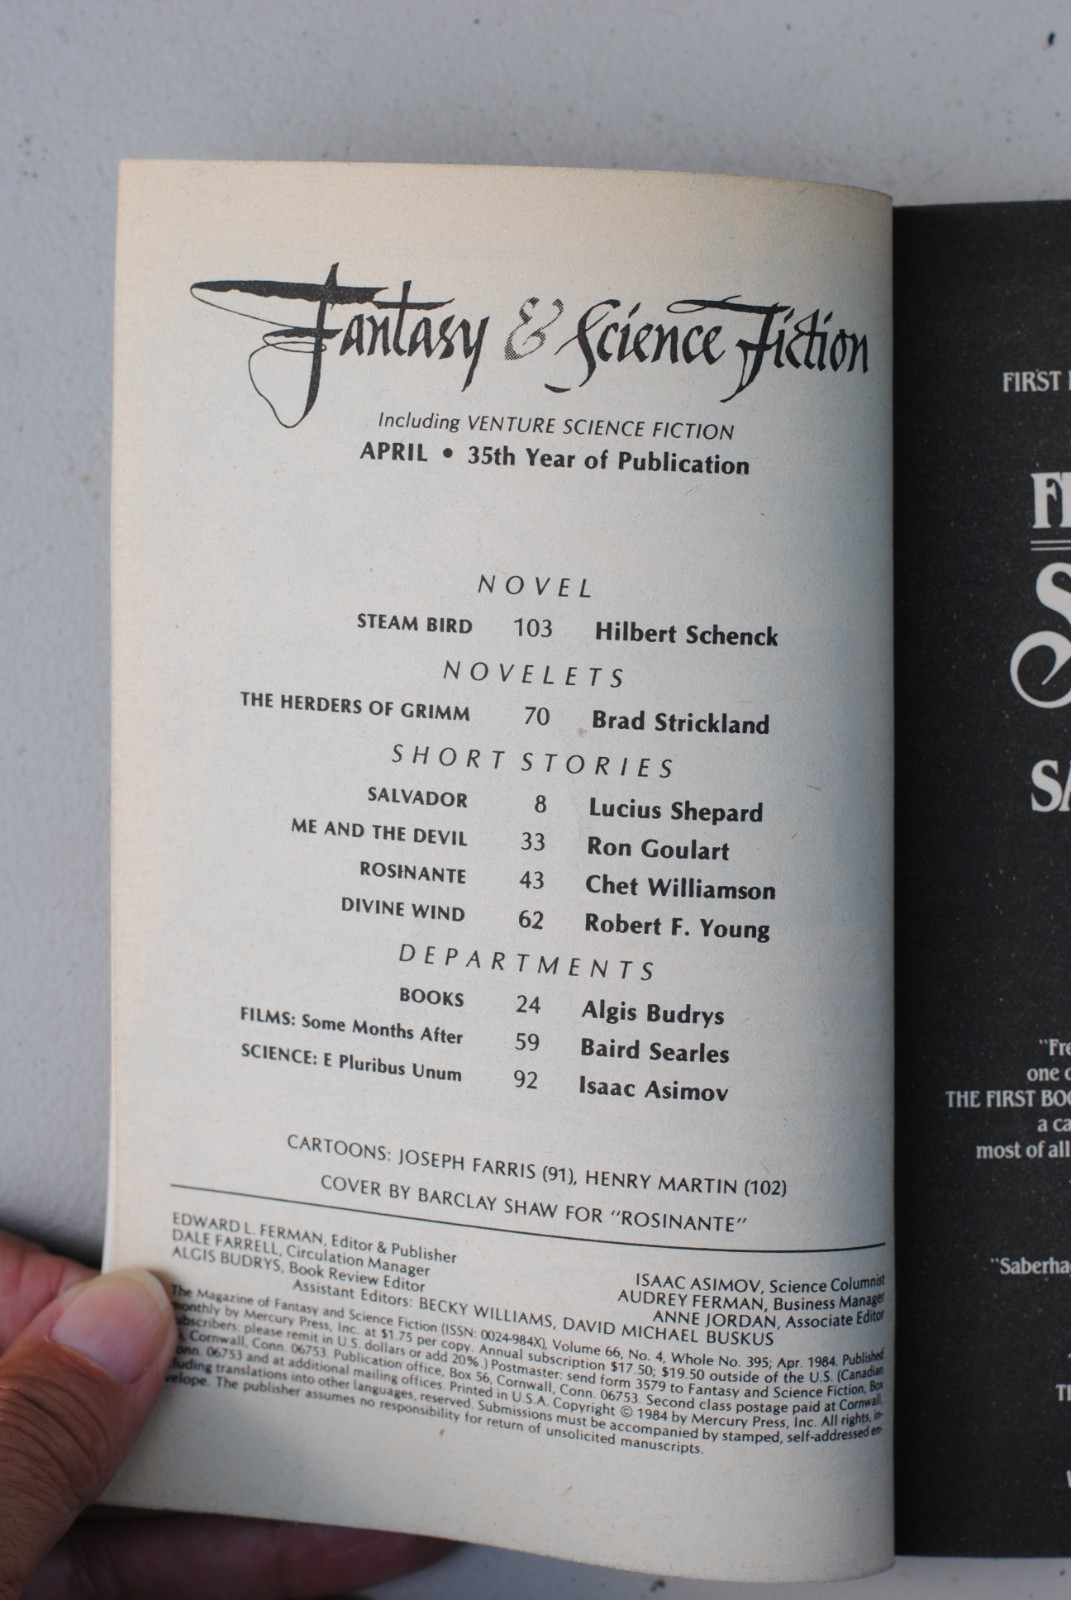 Fantasy & Science Fiction
Including VENTURE SCIENCE FICTION
APRIL • 35th Year of Publication
NOVEL
STEAM BIRD 103 Hilbert Schenck
NOVELETS
THE HERDERS OF GRIMM 70 Brad Strickland
SHORT STORIES
SALVADOR 8 Lucius Shepard
ME AND THE DEVIL 33 Ron Goulart
ROSINANTE 43 Chet Williamson
DIVINE WIND 62 Robert F. Young
DEPARTMENTS
BOOKS 24 Algis Budrys
FILMS: Some Months After 59 Baird Searles
SCIENCE: E Pluribus Unum 92 Isaac Asimov
CARTOONS: JOSEPH FARRIS (91), HENRY MARTIN (102)
COVER BY BARCLAY SHAW FOR "ROSINANTE"
EDWARD L. FERMAN, Editor & Publisher
DALE FARRELL, Circulation Manager
ALGIS BUDRYS, Book Review Editor
ISAAC ASIMOV, Science Columnist
AUDREY FERMAN, Business Manager
ANNE JORDAN, Associate Editor
Assistant Editors: BECKY WILLIAMS, DAVID MICHAEL BUSKUS
The Magazine of Fantasy and Science Fiction (ISSN: 0024-984X), Volume 66, No. 4, Whole No. 395; Apr. 1984. Published
monthly by Mercury Press, Inc. at $1.75 per copy. Annual subscription $17.50; $19.50 outside of the U.S. (Canadian
subscribers: please remit in U.S. dollars or add 20%.) Postmaster: send form 3579 to Fantasy and Science Fiction, Box
Cornwall, Conn. 06753. Publication office, Box 56, Cornwall, Conn. 06753. Second class postage paid at Cornwall,
Conn. 06753 and at additional mailing offices. Printed in U.S.A. Copyright © 1984 by Mercury Press, Inc. All rights, in-
cluding translations into other languages, reserved. Submissions must be accompanied by stamped, self-addressed en-
velope. The publisher assumes no responsibility for return of unsolicited manuscripts.
FIRST
S
"Fre
one
THE FIRST BOO
a ca
most of all
"Saberha